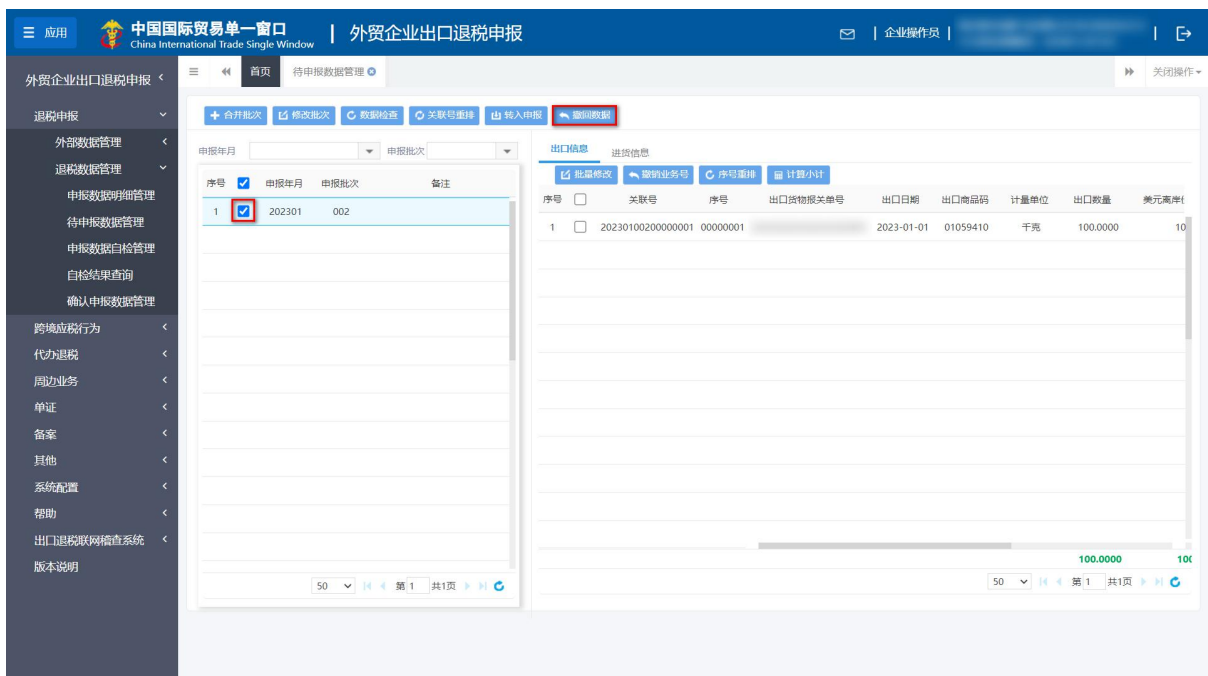 应用 中国国际贸易单一窗口 | 外贸企业出口退税申报 | 企业操作员 | |
China International Trade Single Window
外贸企业出口退税申报
首页 待申报数据管理 关闭操作
退税申报
外部数据管理
退税数据管理
申报数据明细管理
待申报数据管理
申报数据自检管理
自检结果查询
确认申报数据管理
跨境应税行为
代办退税
周边业务
单证
备案
其他
系统配置
帮助
出口退税联网稽查系统
版本说明
合并批次 修改批次 数据检查 关联号重排 转入申报 撤回数据
申报年月 申报批次
序号 申报年月 申报批次 备注
1 202301 002
50 第 1 共1页
出口信息 进货信息
批量修改 撤销业务号 序号重排 计算小计
序号 关联号 序号 出口货物报关单号 出口日期 出口商品码 计量单位 出口数量 美元离岸
1 20230100200000001 00000001 2023-01-01 01059410 千克 100.0000 10
100.0000 100
50 第 1 共1页